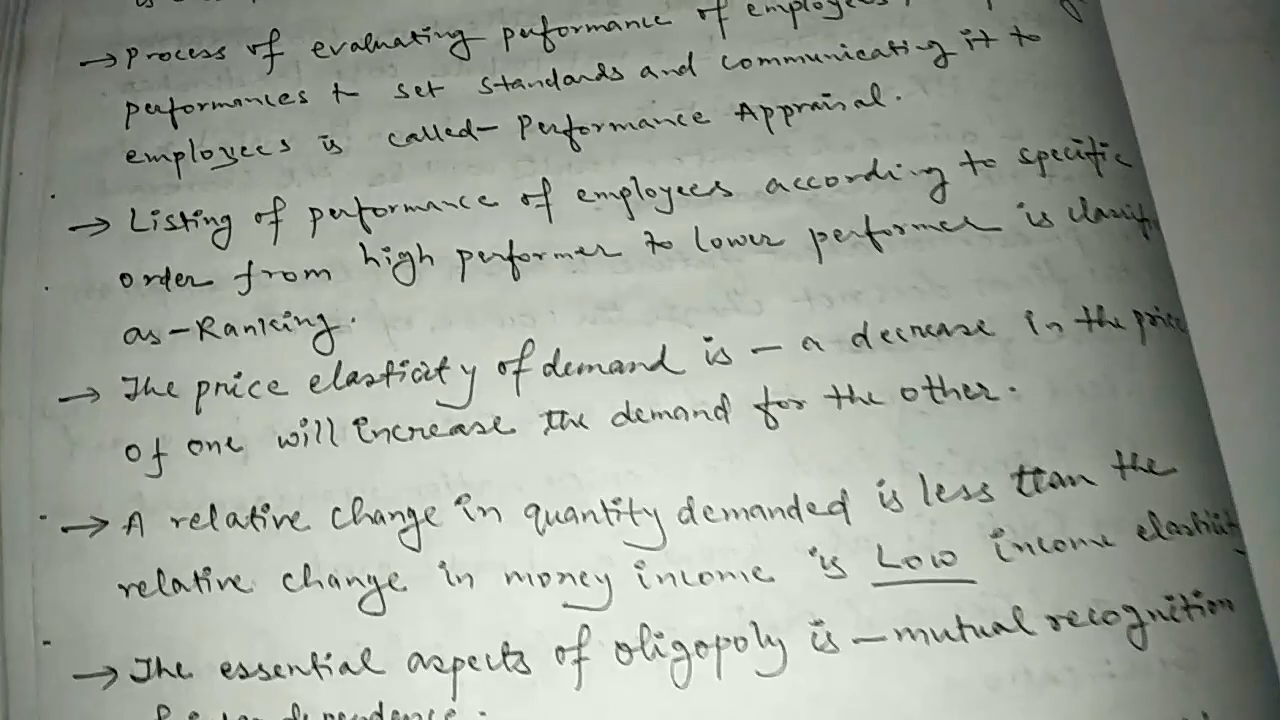 → Process of evaluating performance of employees,
performances to set standards and communicating it to
employees is called- Performance Appraisal.
→ Listing of performance of employees according to specific
order from high performer to lower performer is
as-Ranking.
→ The price elasticity of demand is - a decrease in the price
of one will increase the demand for the other.
→ A relative change in quantity demanded is less than the
relative change in money income is Low income elasticity
→ The essential aspects of oligopoly is - mutual recognition